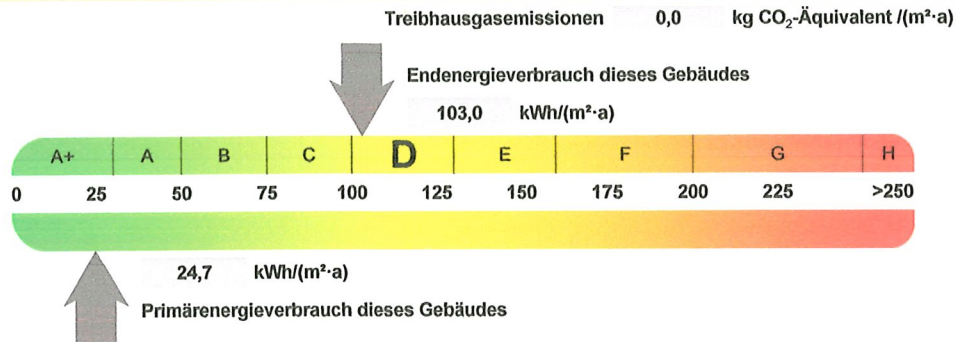 Treibhausgasemissionen 0,0 kg CO₂-Äquivalent /(m²·a)
Endenergieverbrauch dieses Gebäudes
103,0 kWh/(m²·a)
A+ A B C D E F G H
0 25 50 75 100 125 150 175 200 225 >250
24,7 kWh/(m²·a)
Primärenergieverbrauch dieses Gebäudes